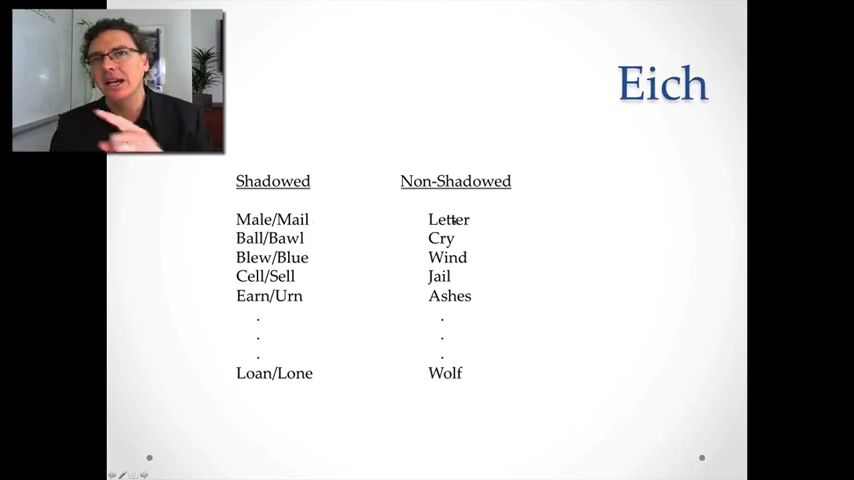 Eich
Shadowed Non-Shadowed
Male/Mail Letter
Ball/Bawl Cry
Blew/Blue Wind
Cell/Sell Jail
Earn/Urn Ashes
. .
. .
. .
Loan/Lone Wolf